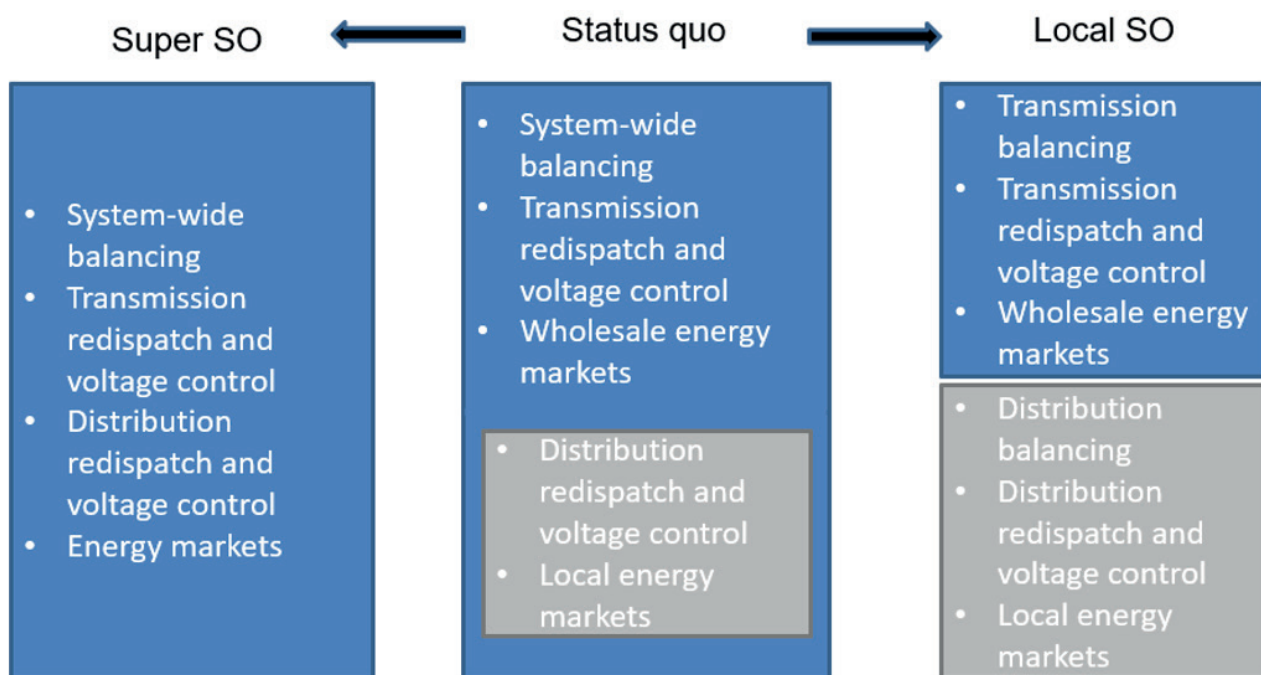 Super SO
Status quo
Local SO
• System-wide
balancing
• Transmission
redispatch and
voltage control
• Distribution
redispatch and
voltage control
• Energy markets
• System-wide
balancing
• Transmission
redispatch and
voltage control
• Wholesale energy
markets
• Distribution
redispatch and
voltage control
• Local energy
markets
• Transmission
balancing
• Transmission
redispatch and
voltage control
• Wholesale energy
markets
• Distribution
balancing
• Distribution
redispatch and
voltage control
• Local energy
markets